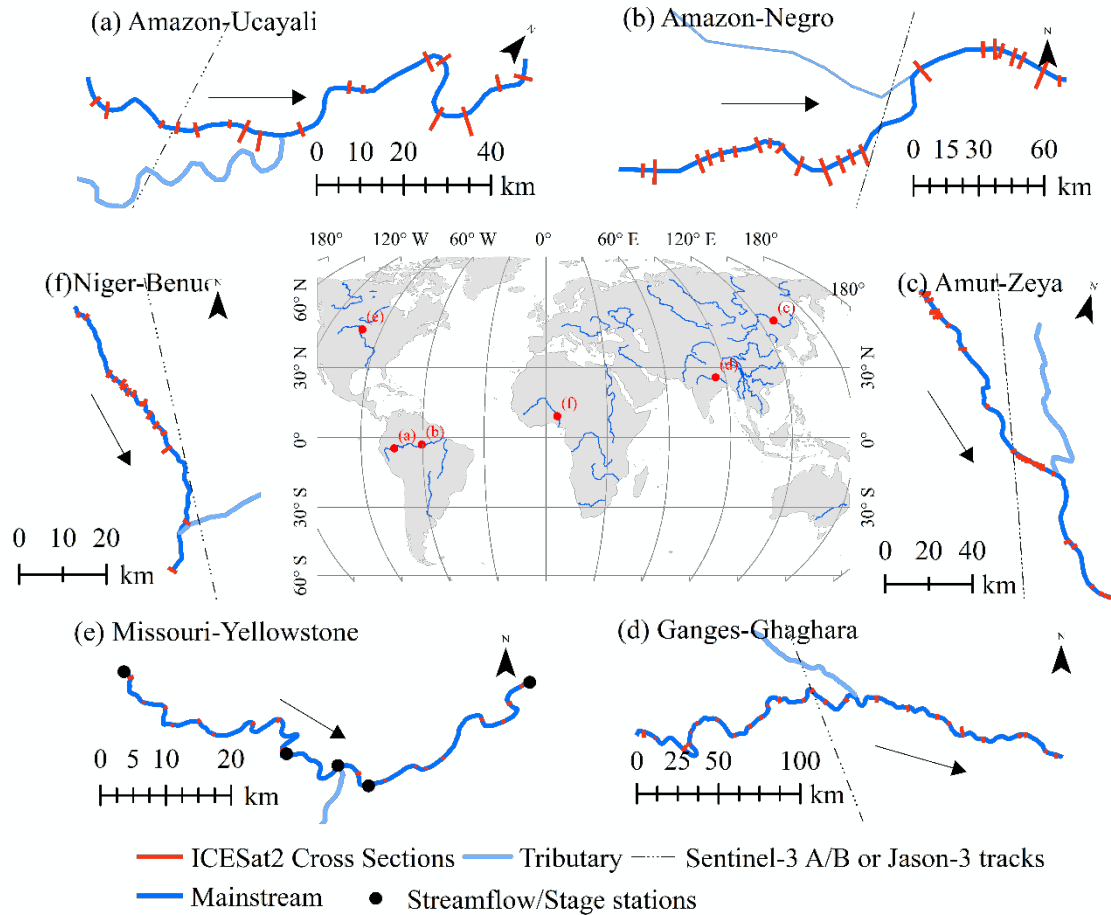 (a) Amazon-Ucayali
N
0 10 20 40
km
(b) Amazon-Negro
N
0 15 30 60
km
180° 120° W 60° W 0° 60° E 120° E 180°
180°
60° N
30° N
0°
30° S
60° S
60° N
30° N
0°
30° S
(a)
(b)
(c)
(d)
(e)
(f)
(f)Niger-Benue
N
0 10 20
km
(c) Amur-Zeya
N
0 20 40
km
(e) Missouri-Yellowstone
N
0 5 10 20
km
(d) Ganges-Ghaghara
N
0 25 50 100
km
ICESat2 Cross Sections Tributary Sentinel-3 A/B or Jason-3 tracks
Mainstream Streamflow/Stage stations